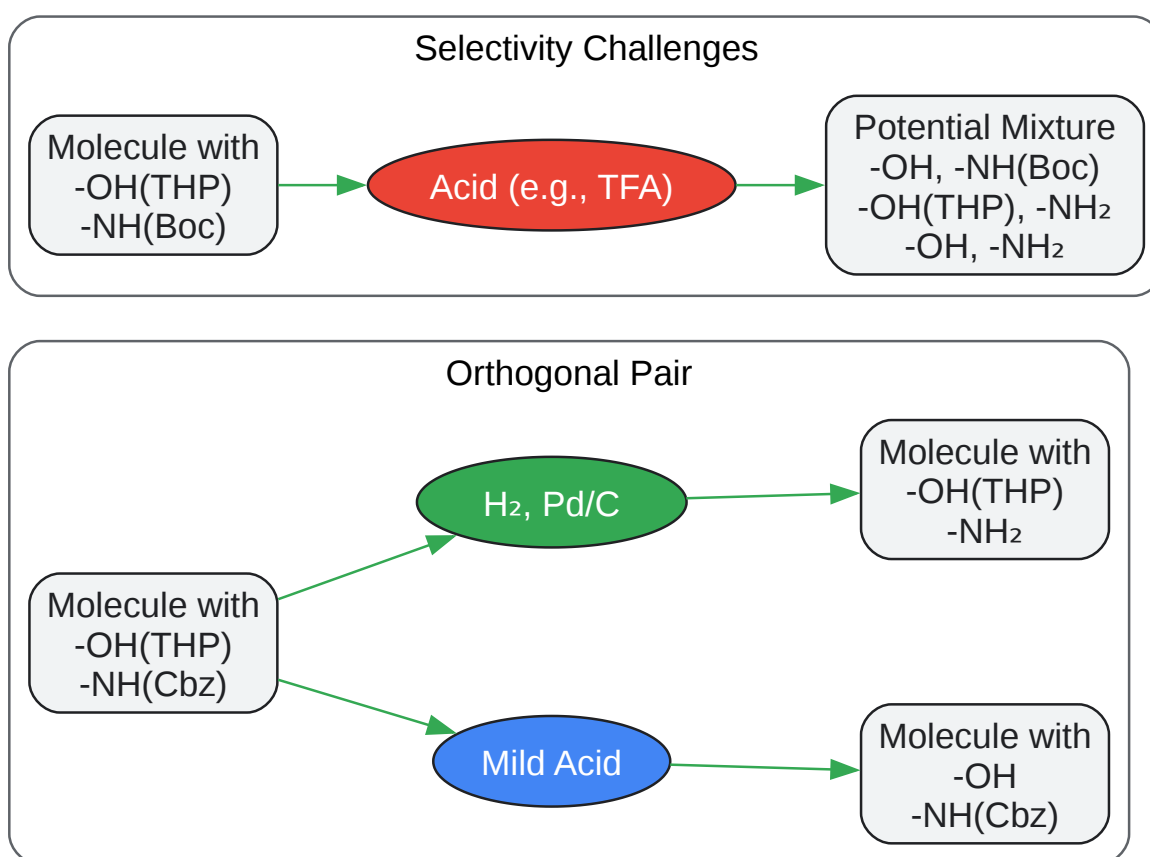 Selectivity Challenges
Molecule with
-OH(THP)
-NH(Boc)
Acid (e.g., TFA)
Potential Mixture
-OH, -NH(Boc)
-OH(THP), -NH₂
-OH, -NH₂
Orthogonal Pair
Molecule with
-OH(THP)
-NH(Cbz)
H₂, Pd/C
Molecule with
-OH(THP)
-NH₂
Mild Acid
Molecule with
-OH
-NH(Cbz)